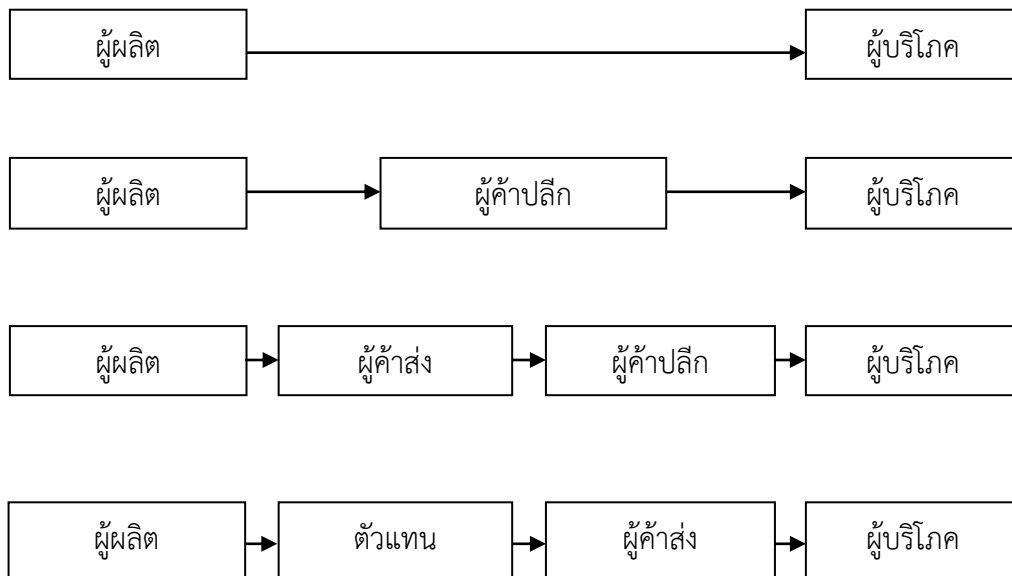 ผู้ผลิต ผู้บริโภค
ผู้ผลิต ผู้ค้าปลีก ผู้บริโภค
ผู้ผลิต ผู้ค้าส่ง ผู้ค้าปลีก ผู้บริโภค
ผู้ผลิต ตัวแทน ผู้ค้าส่ง ผู้บริโภค